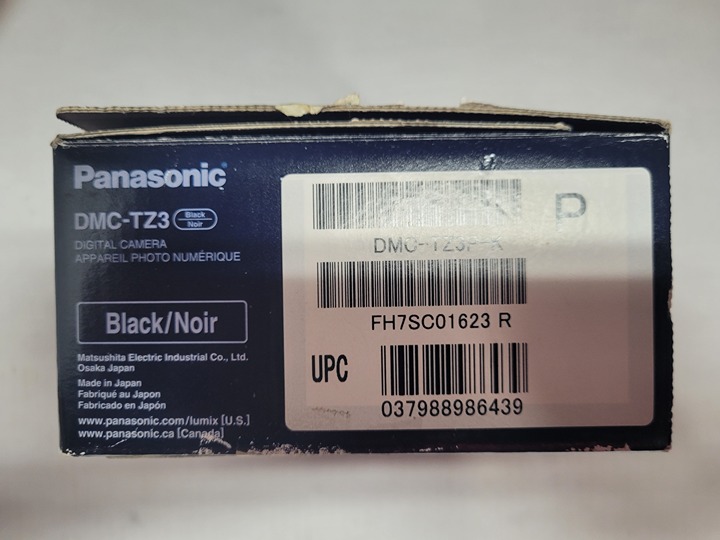 Panasonic
DMC-TZ3 Black Noir
DIGITAL CAMERA
APPAREIL PHOTO NUMÉRIQUE
Black/Noir
Matsushita Electric Industrial Co., Ltd.
Osaka Japan
Made in Japan
Fabriqué au Japon
Fabricado en Japón
www.panasonic.com/lumix [U.S.]
www.panasonic.ca [Canada]
P
DMC-TZ3P-K
FH7SC01623 R
UPC
037988986439